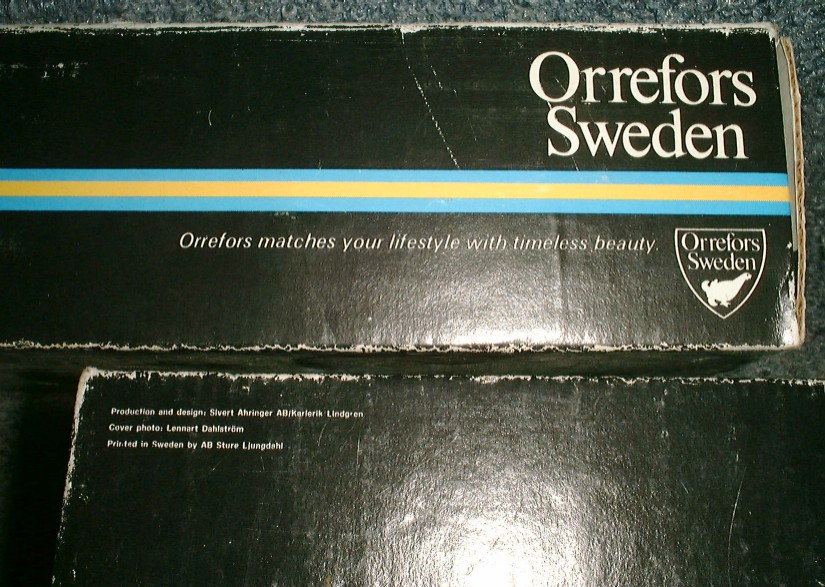 Orrefors
Sweden
Orrefors matches your lifestyle with timeless beauty.
Orrefors
Sweden
Production and design: Sivert Ahringer AB/Karlerik Lindgren
Cover photo: Lennart Dahlström
Printed in Sweden by AB Sture Ljungdahl